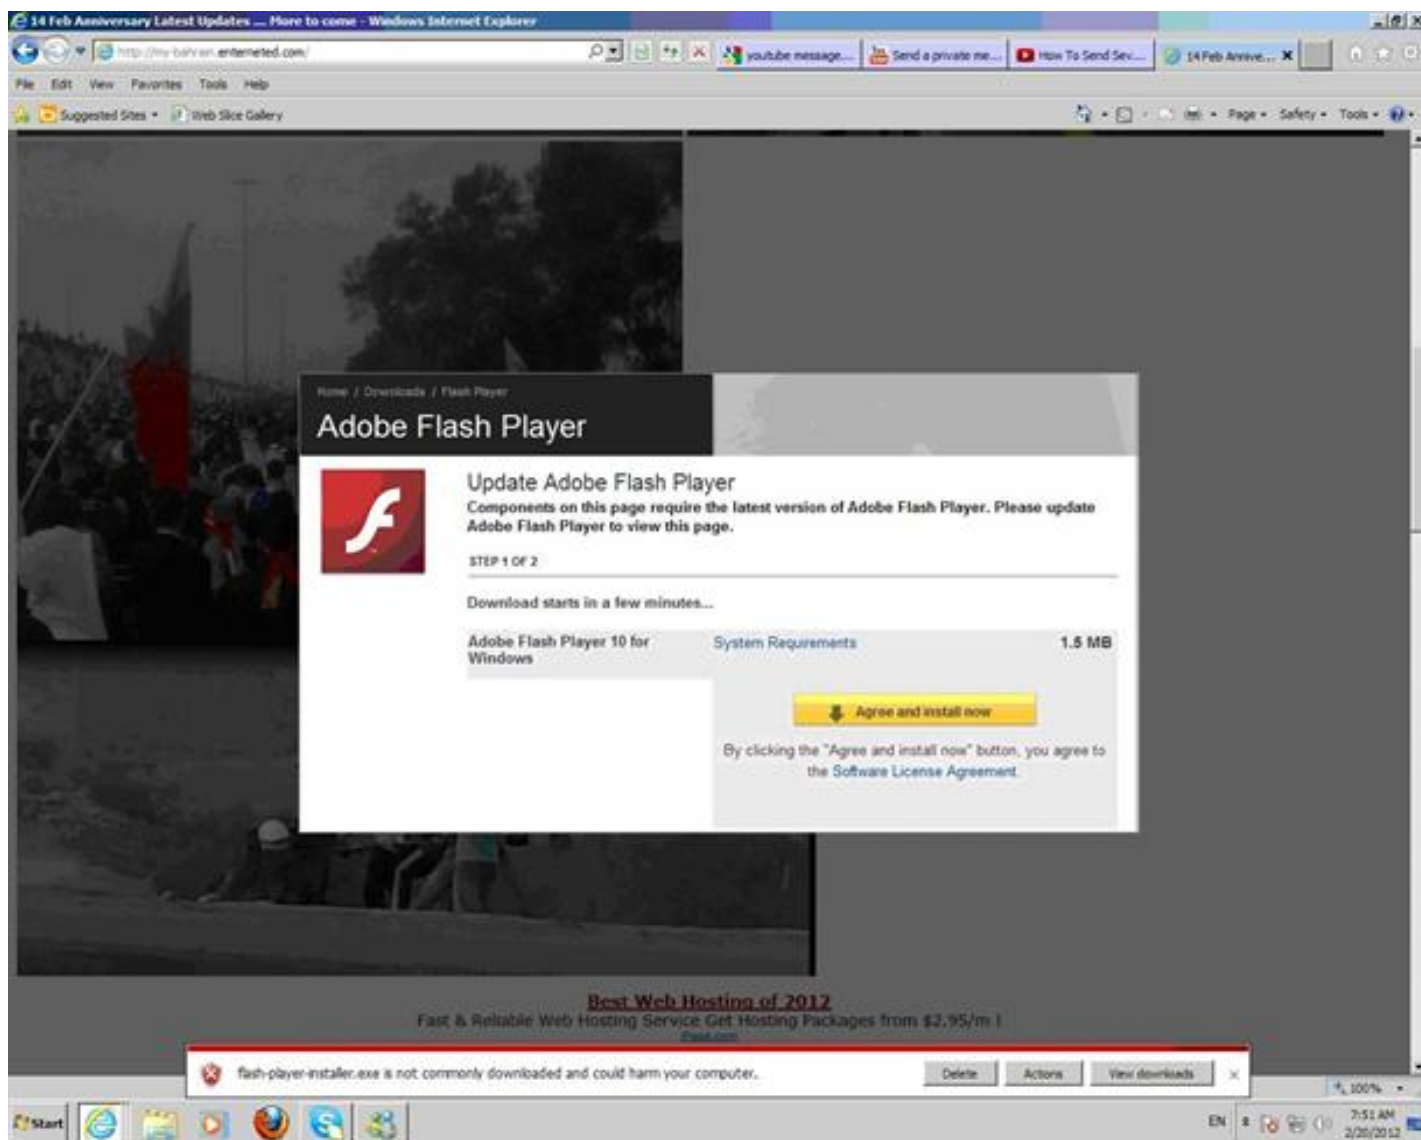 14 Feb Anniversary Latest Updates .... More to come - Windows Internet Explorer
http://my-bahrain.enterneted.com/
youtube message...
Send a private me...
How To Send Sev...
14 Feb Annive...
File Edit View Favorites Tools Help
Suggested Sites
Web Slice Gallery
Page Safety Tools
Home / Downloads / Flash Player
Adobe Flash Player
Update Adobe Flash Player
Components on this page require the latest version of Adobe Flash Player. Please update
Adobe Flash Player to view this page.
STEP 1 OF 2
Download starts in a few minutes...
Adobe Flash Player 10 for
Windows
System Requirements
1.5 MB
Agree and install now
By clicking the "Agree and install now" button, you agree to
the Software License Agreement.
Best Web Hosting of 2012
Fast & Reliable Web Hosting Service Get Hosting Packages from $2.95/m !
flash-player-installer.exe is not commonly downloaded and could harm your computer.
Delete
Actions
View downloads
100%
Start
EN
7:51 AM
2/20/2012